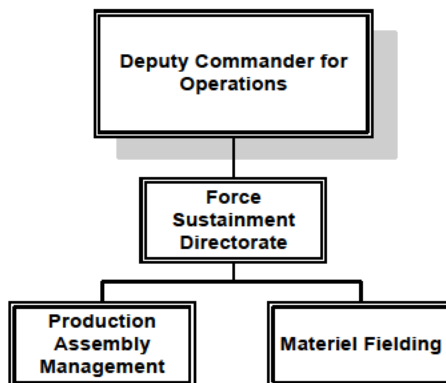 Deputy Commander for
Operations
Force
Sustainment
Directorate
Production
Assembly
Management
Materiel Fielding